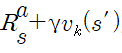 R_s^a + γv_k(s′)